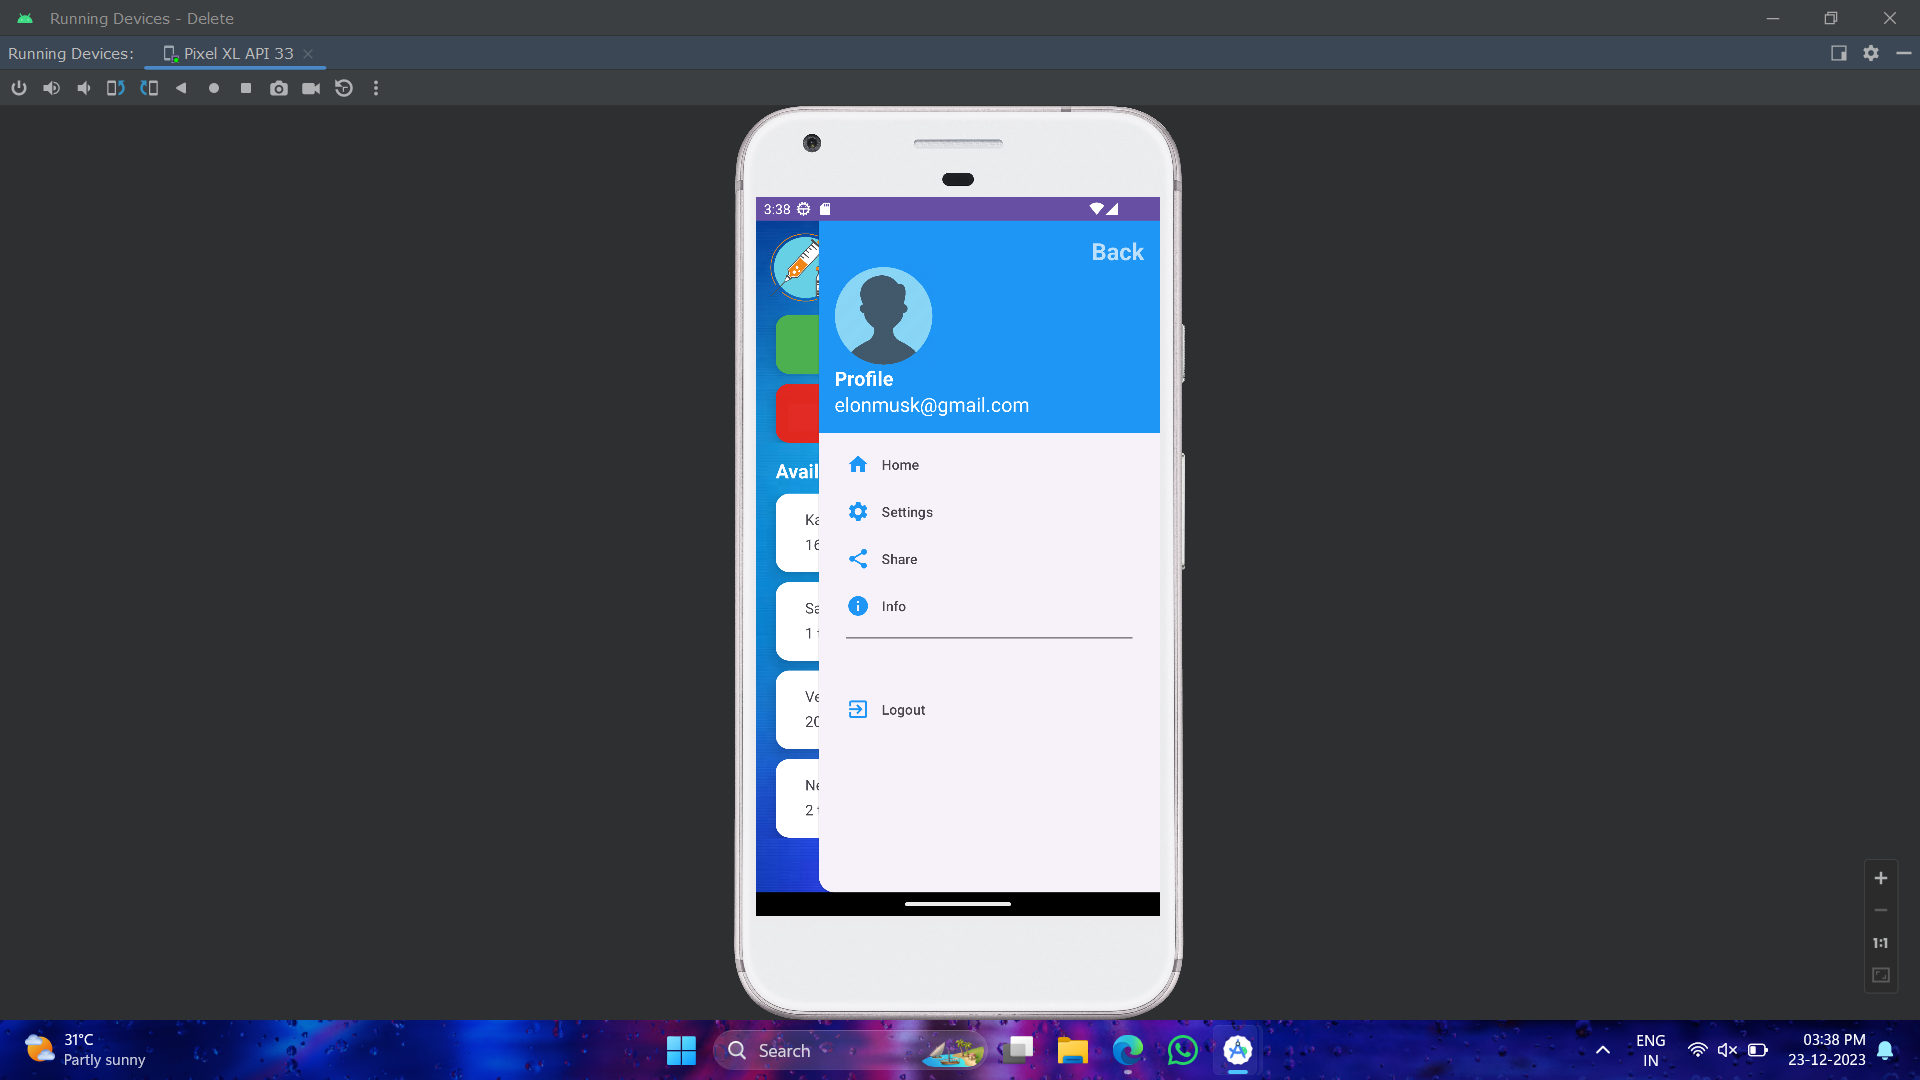 Running Devices - Delete
Running Devices:
Pixel XL API 33
3:38
Back
Profile
elonmusk@gmail.com
Home
Settings
Share
Info
Logout
Avail
Ka
16
Sa
1 t
Ve
20
Ne
2 t
1:1
31°C
Partly sunny
Search
ENG
IN
03:38 PM
23-12-2023